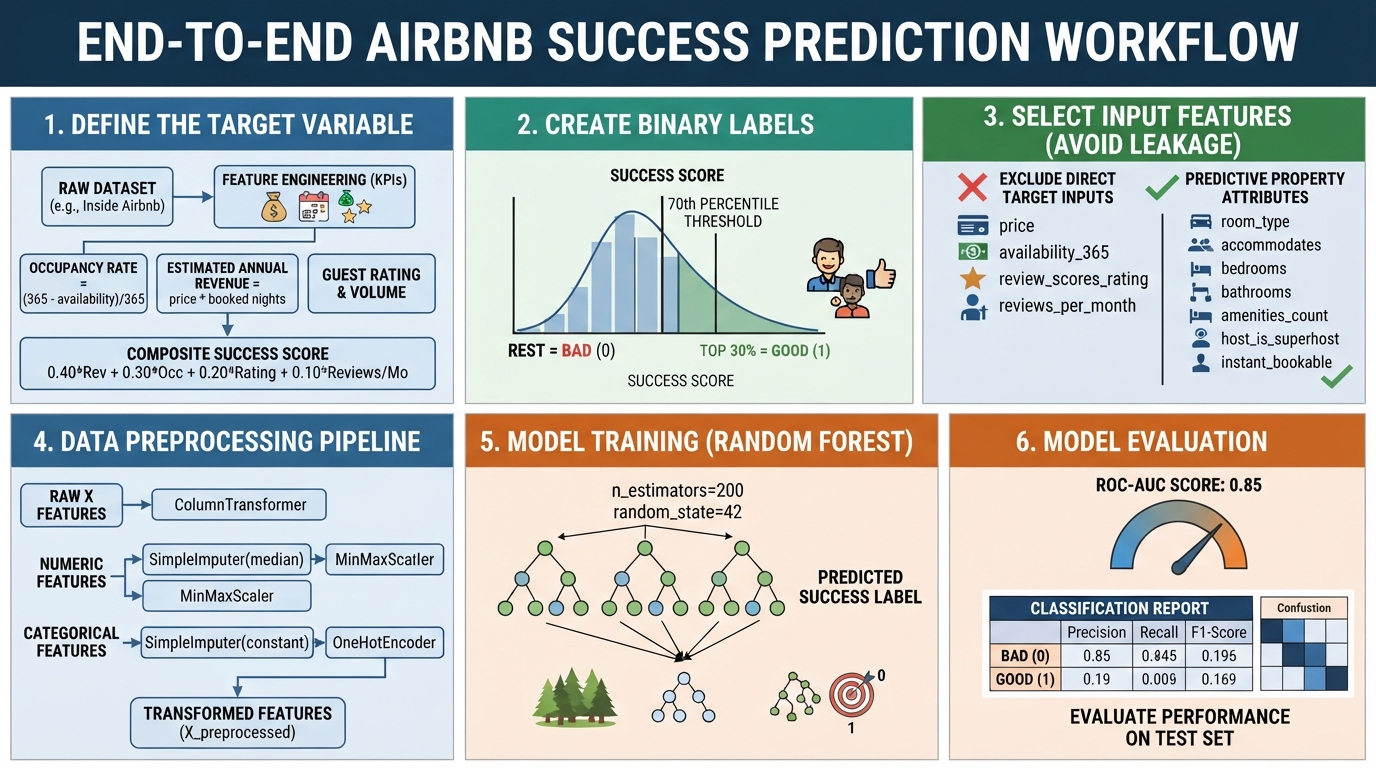 END-TO-END AIRBNB SUCCESS PREDICTION WORKFLOW
1. DEFINE THE TARGET VARIABLE
RAW DATASET
(e.g., Inside Airbnb)
FEATURE ENGINEERING (KPIs)
OCCUPANCY RATE
=
(365 - availability)/365
ESTIMATED ANNUAL
REVENUE =
price * booked nights
GUEST RATING
& VOLUME
COMPOSITE SUCCESS SCORE
0.40*Rev + 0.30*Occ + 0.20*Rating + 0.10*Reviews/Mo
2. CREATE BINARY LABELS
SUCCESS SCORE
70th PERCENTILE
THRESHOLD
REST = BAD (0)
TOP 30% = GOOD (1)
SUCCESS SCORE
3. SELECT INPUT FEATURES
(AVOID LEAKAGE)
EXCLUDE DIRECT
TARGET INPUTS
price
availability_365
review_scores_rating
reviews_per_month
PREDICTIVE PROPERTY
ATTRIBUTES
room_type
accommodates
bedrooms
bathrooms
amenities_count
host_is_superhost
instant_bookable
4. DATA PREPROCESSING PIPELINE
RAW X
FEATURES
ColumnTransformer
NUMERIC
FEATURES
SimpleImputer(median)
MinMaxScatler
MinMaxScaler
CATEGORICAL
FEATURES
SimpleImputer(constant)
OneHotEncoder
TRANSFORMED FEATURES
(X_preprocessed)
5. MODEL TRAINING (RANDOM FOREST)
n_estimators=200
random_state=42
PREDICTED
SUCCESS LABEL
0
1
6. MODEL EVALUATION
ROC-AUC SCORE: 0.85
CLASSIFICATION REPORT
Precision Recall F1-Score
BAD (0) 0.85 0.195
GOOD (1) 0.19 0.009 0.169
Confustion
EVALUATE PERFORMANCE
ON TEST SET